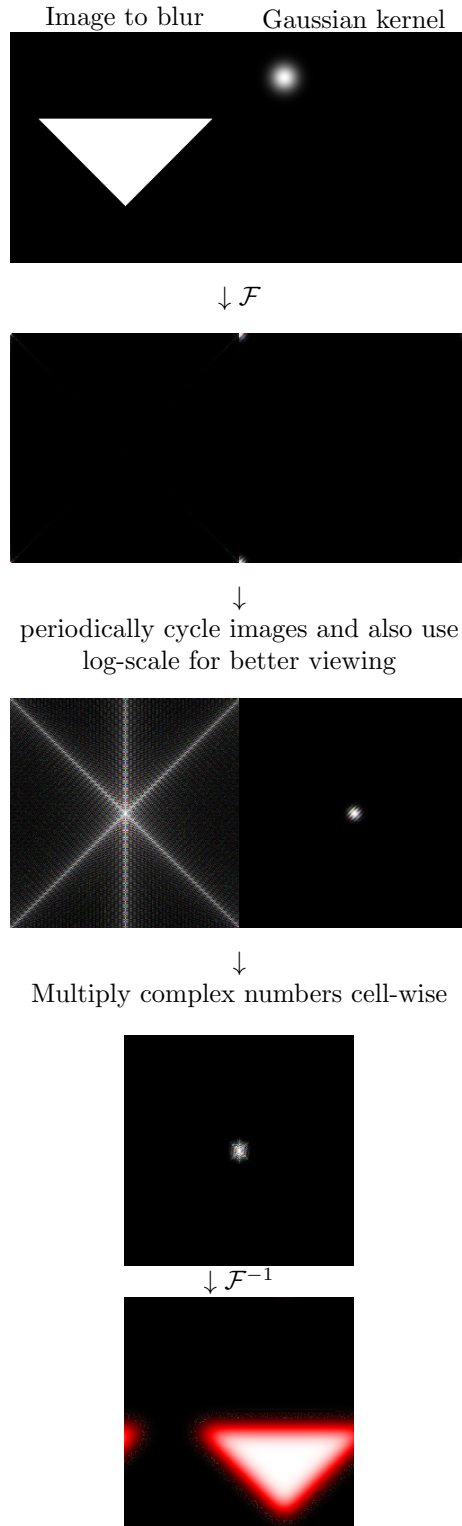 Image to blur Gaussian kernel
↓ ℱ
↓
periodically cycle images and also use
log-scale for better viewing
↓
Multiply complex numbers cell-wise
↓ ℱ⁻¹